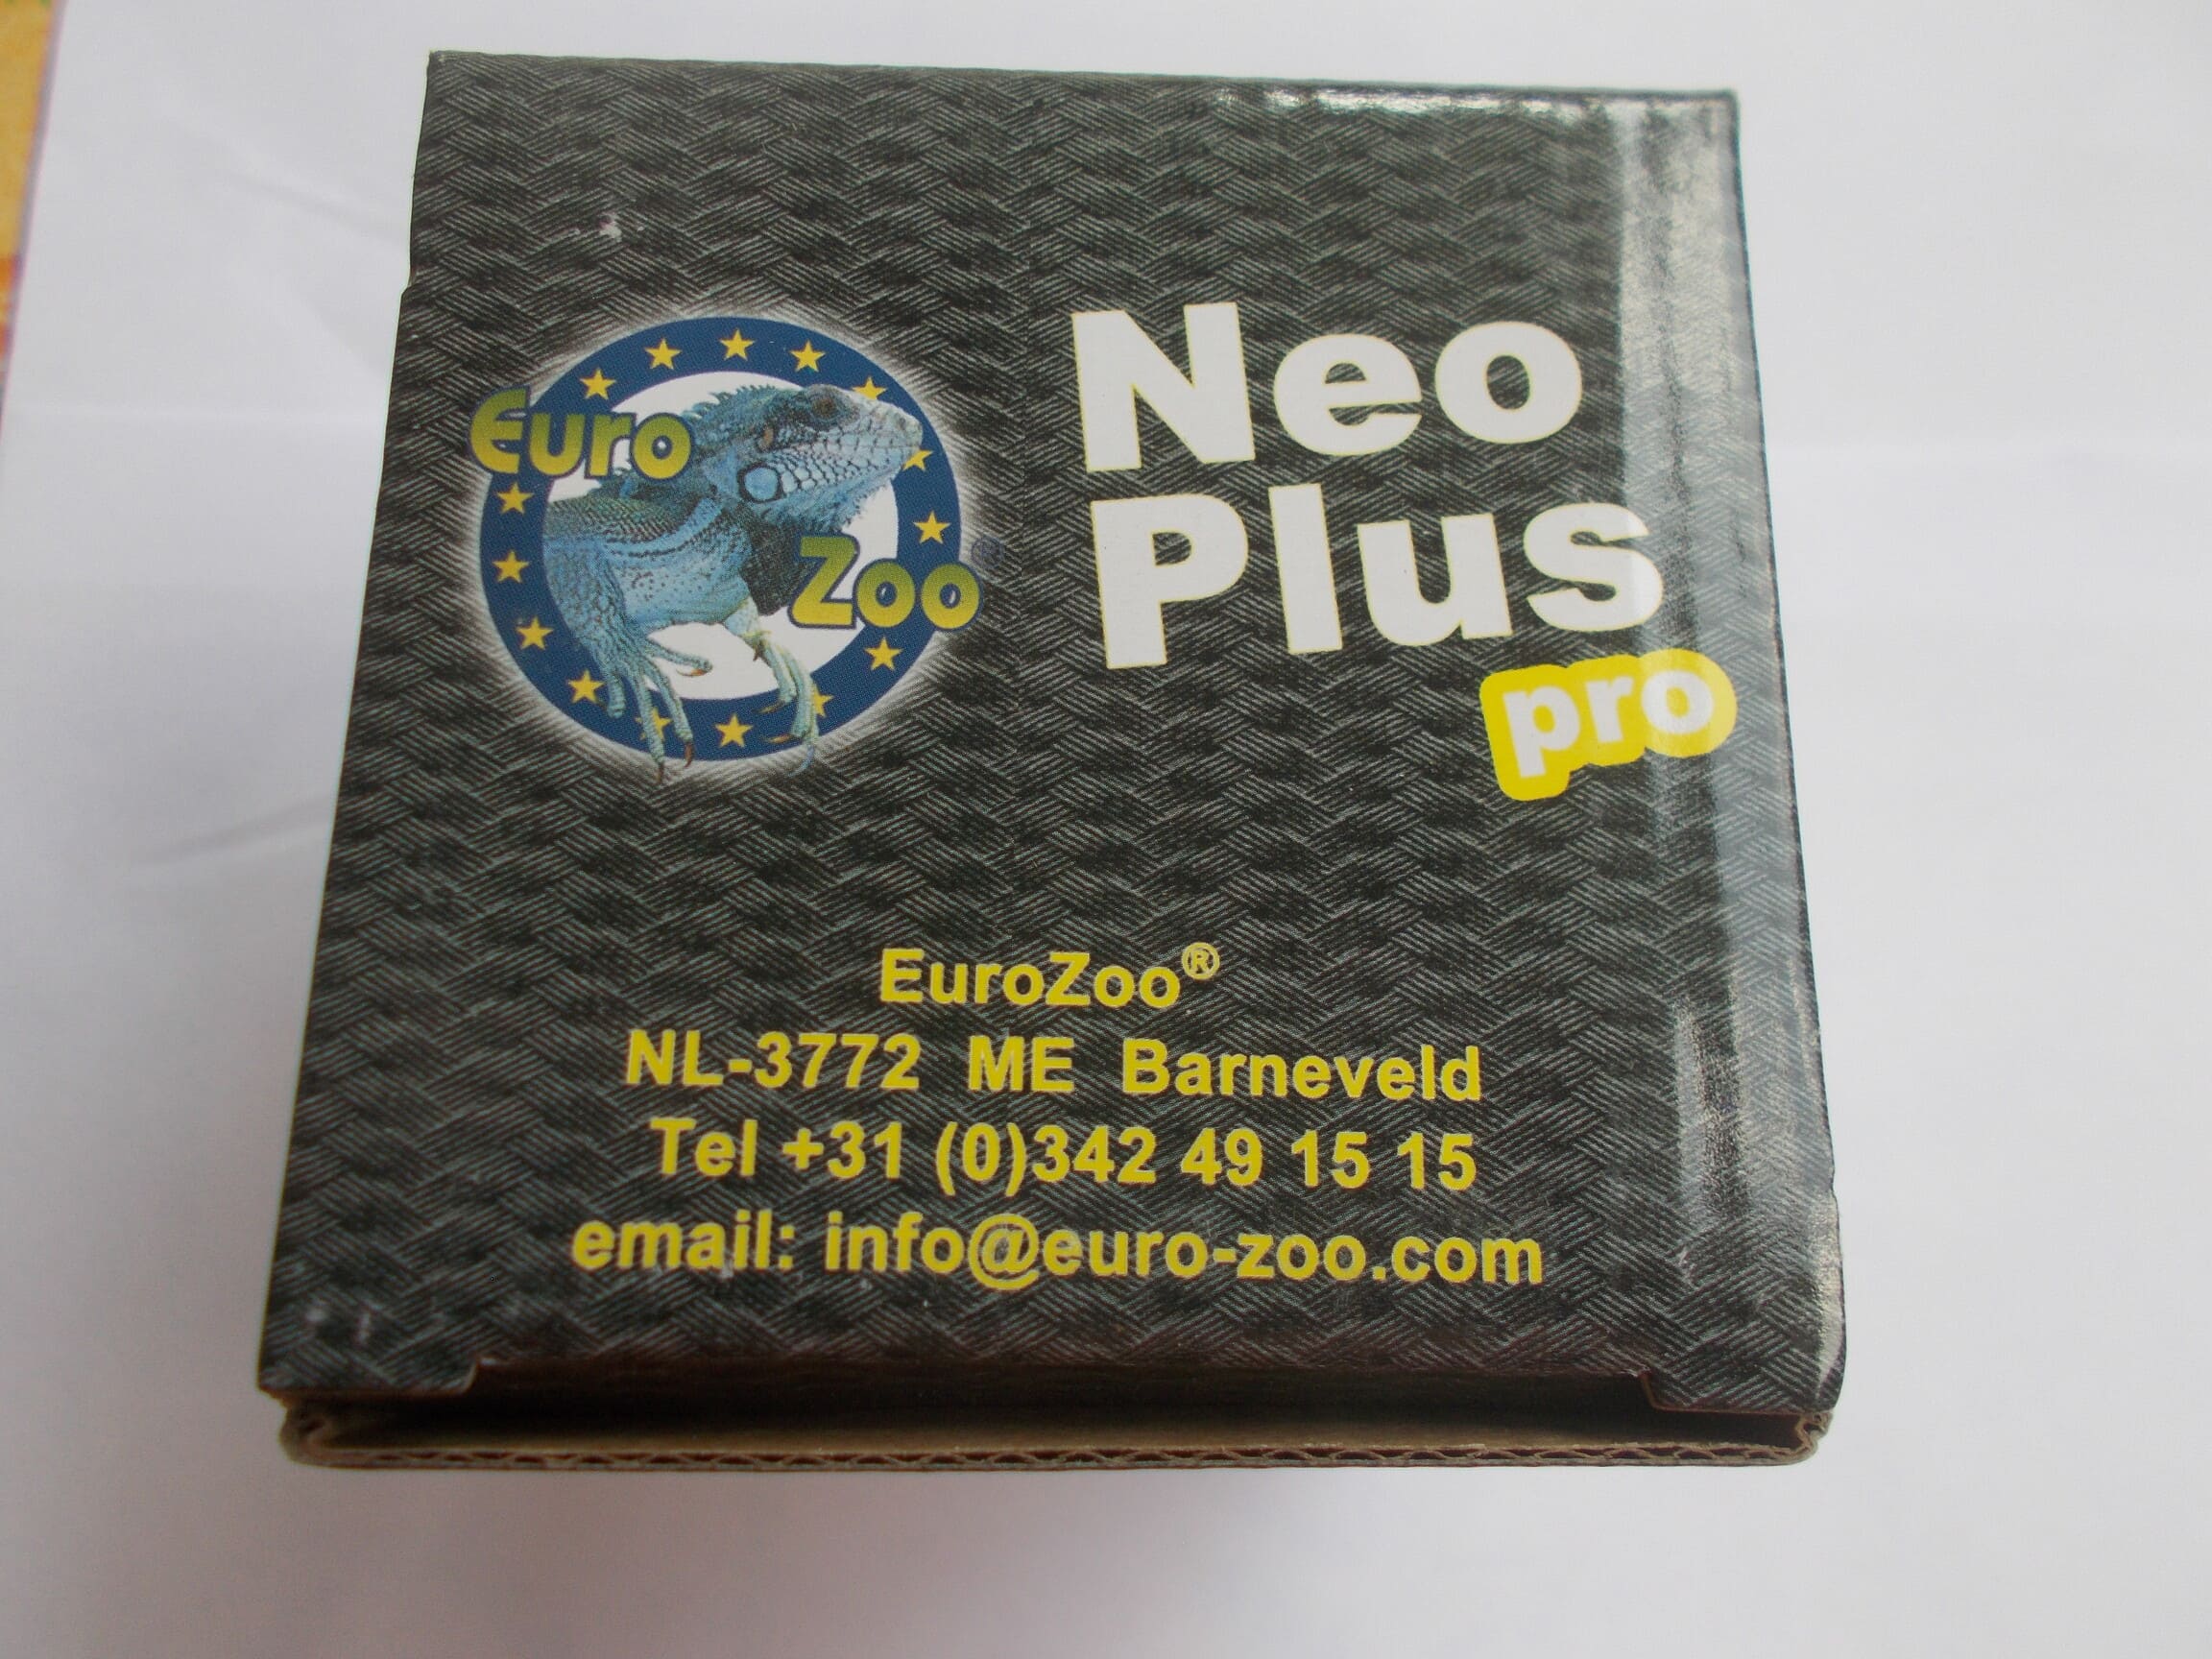 Euro
Zoo®
Neo
Plus
pro
EuroZoo®
NL-3772 ME Barneveld
Tel +31 (0)342 49 15 15
email: info@euro-zoo.com